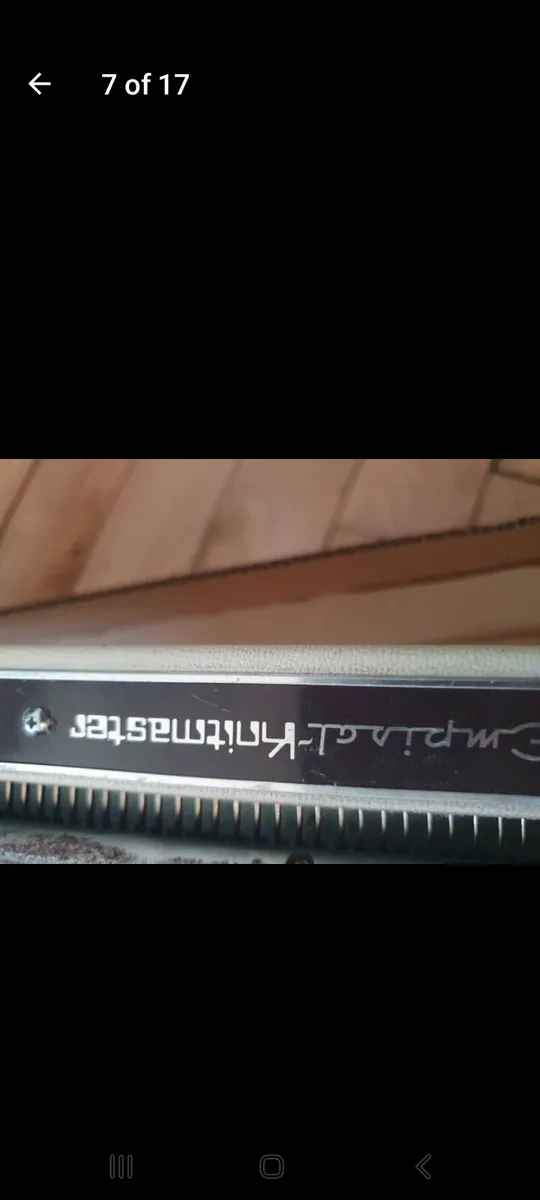 7 of 17
Empisal-Knitmaster